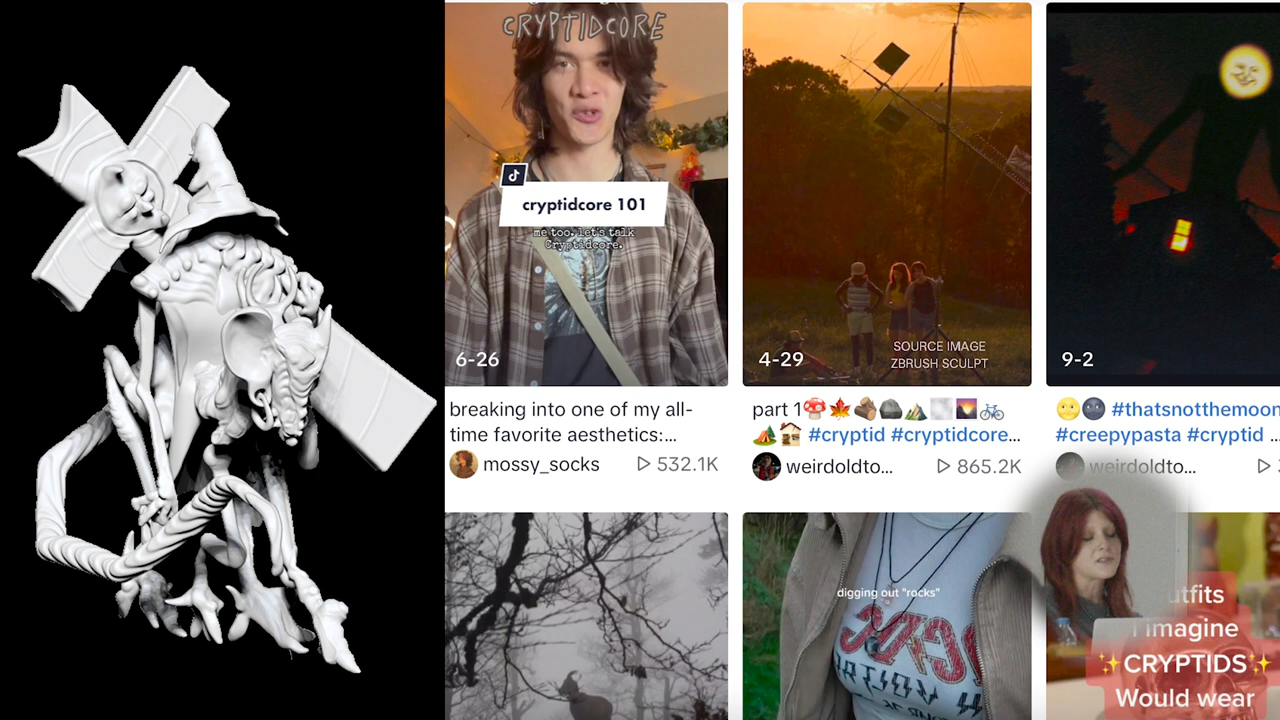 CRYPTIDCORE
cryptidcore 101
me too. let's talk
Cryptidcore.
6-26
breaking into one of my all-
time favorite aesthetics:...
mossy_socks
532.1K
SOURCE IMAGE
ZBRUSH SCULPT
4-29
part 1🍄🍁🪵🪨⛰️🌫️🌄🚲
🏕️🏚️ #cryptid #cryptidcore...
weirdoldto...
865.2K
9-2
🌝🌚 #thatsnotthemoon
#creepypasta #cryptid ...
weirdoldto...
digging out "rocks"
utfits
I imagine
✨CRYPTIDS✨
Would wear